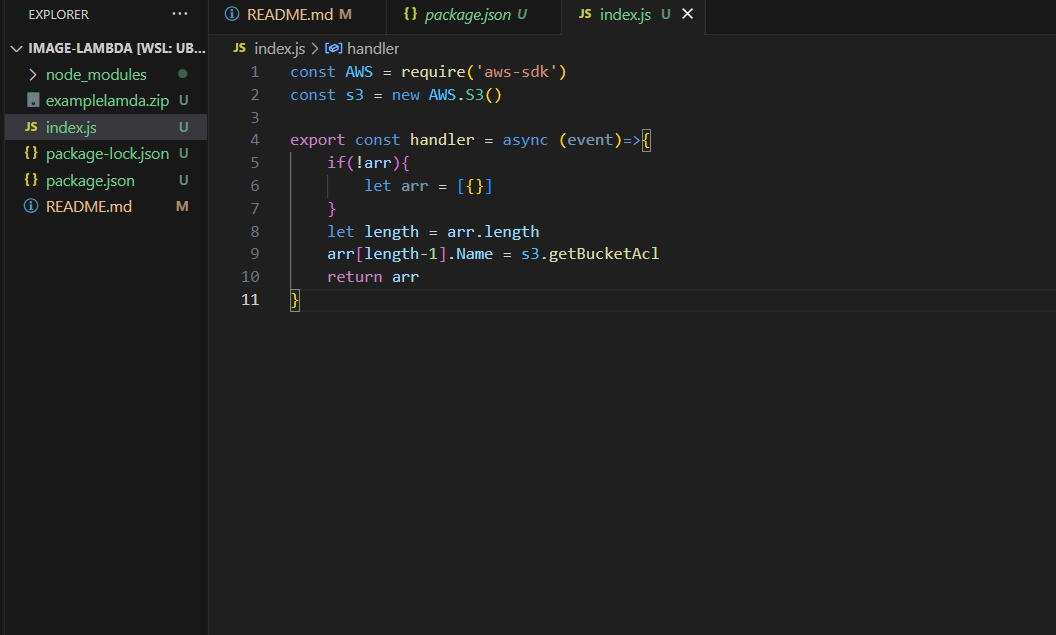 EXPLORER ···
README.md M
{} package.json U
JS index.js U ×
IMAGE-LAMBDA [WSL: UB...
node_modules
examplelamda.zip U
JS index.js U
{} package-lock.json U
{} package.json U
README.md M
JS index.js > handler
1 const AWS = require('aws-sdk')
2 const s3 = new AWS.S3()
3
4 export const handler = async (event)=>{
5 if(!arr){
6 let arr = [{}]
7 }
8 let length = arr.length
9 arr[length-1].Name = s3.getBucketAcl
10 return arr
11 }